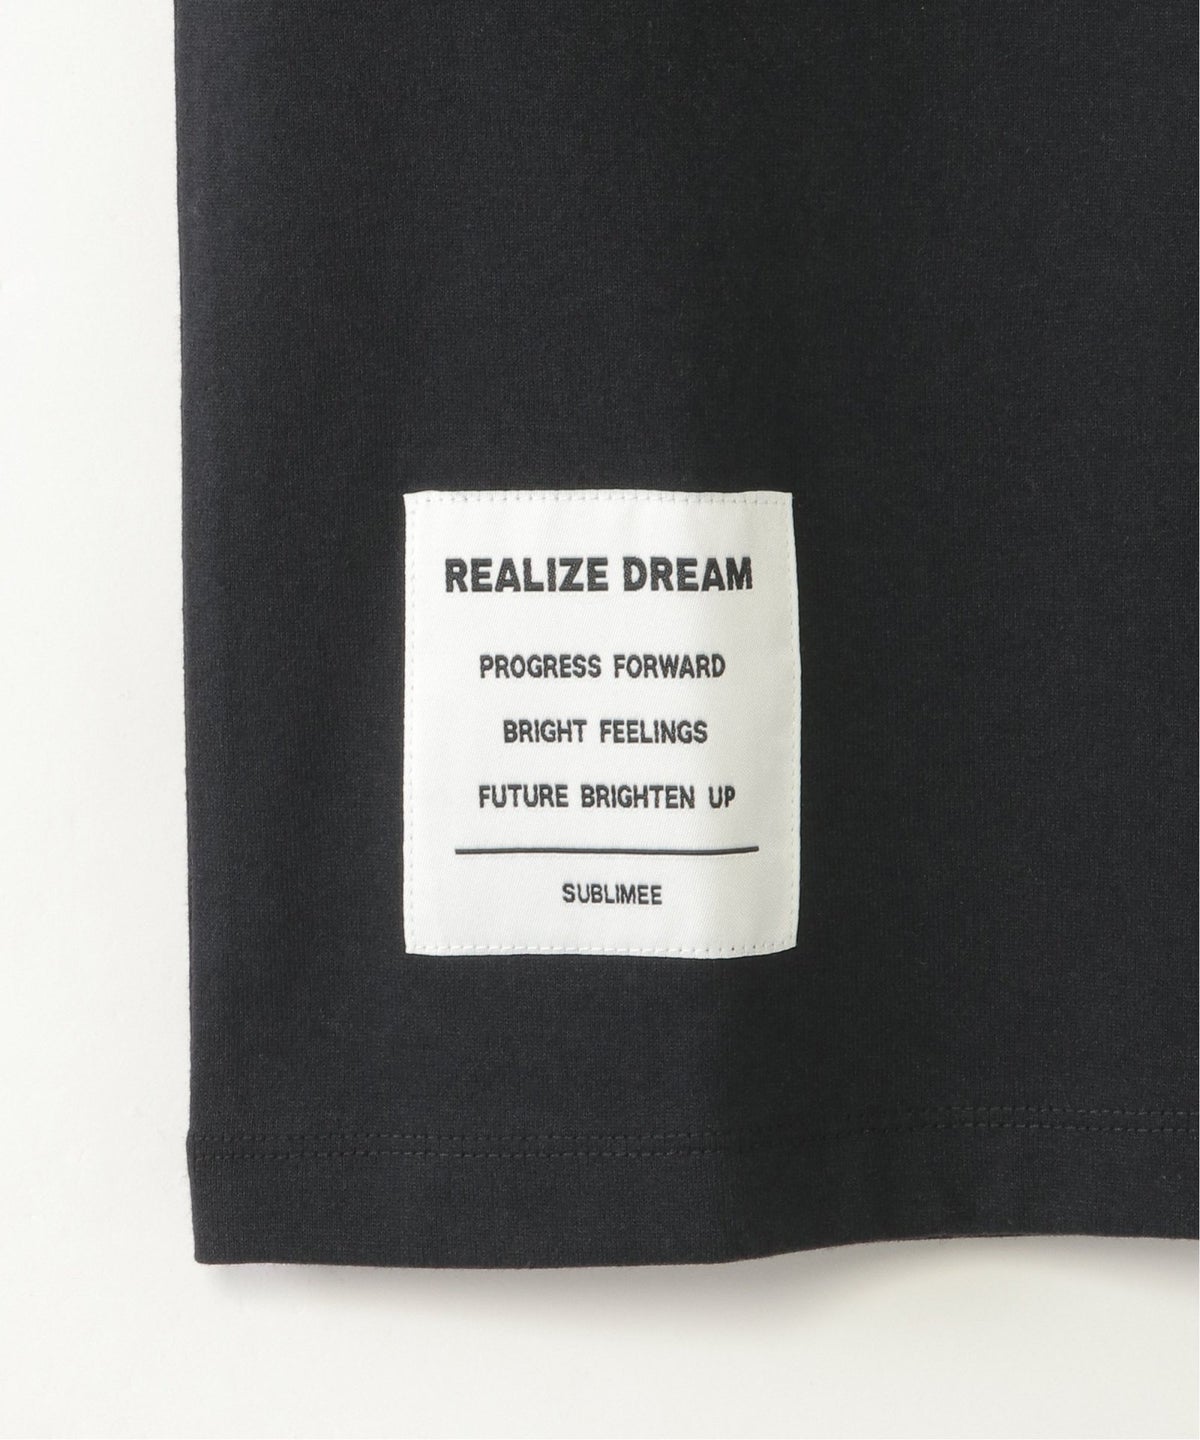 REALIZE DREAM
PROGRESS FORWARD
BRIGHT FEELINGS
FUTURE BRIGHTEN UP
SUBLIMEE